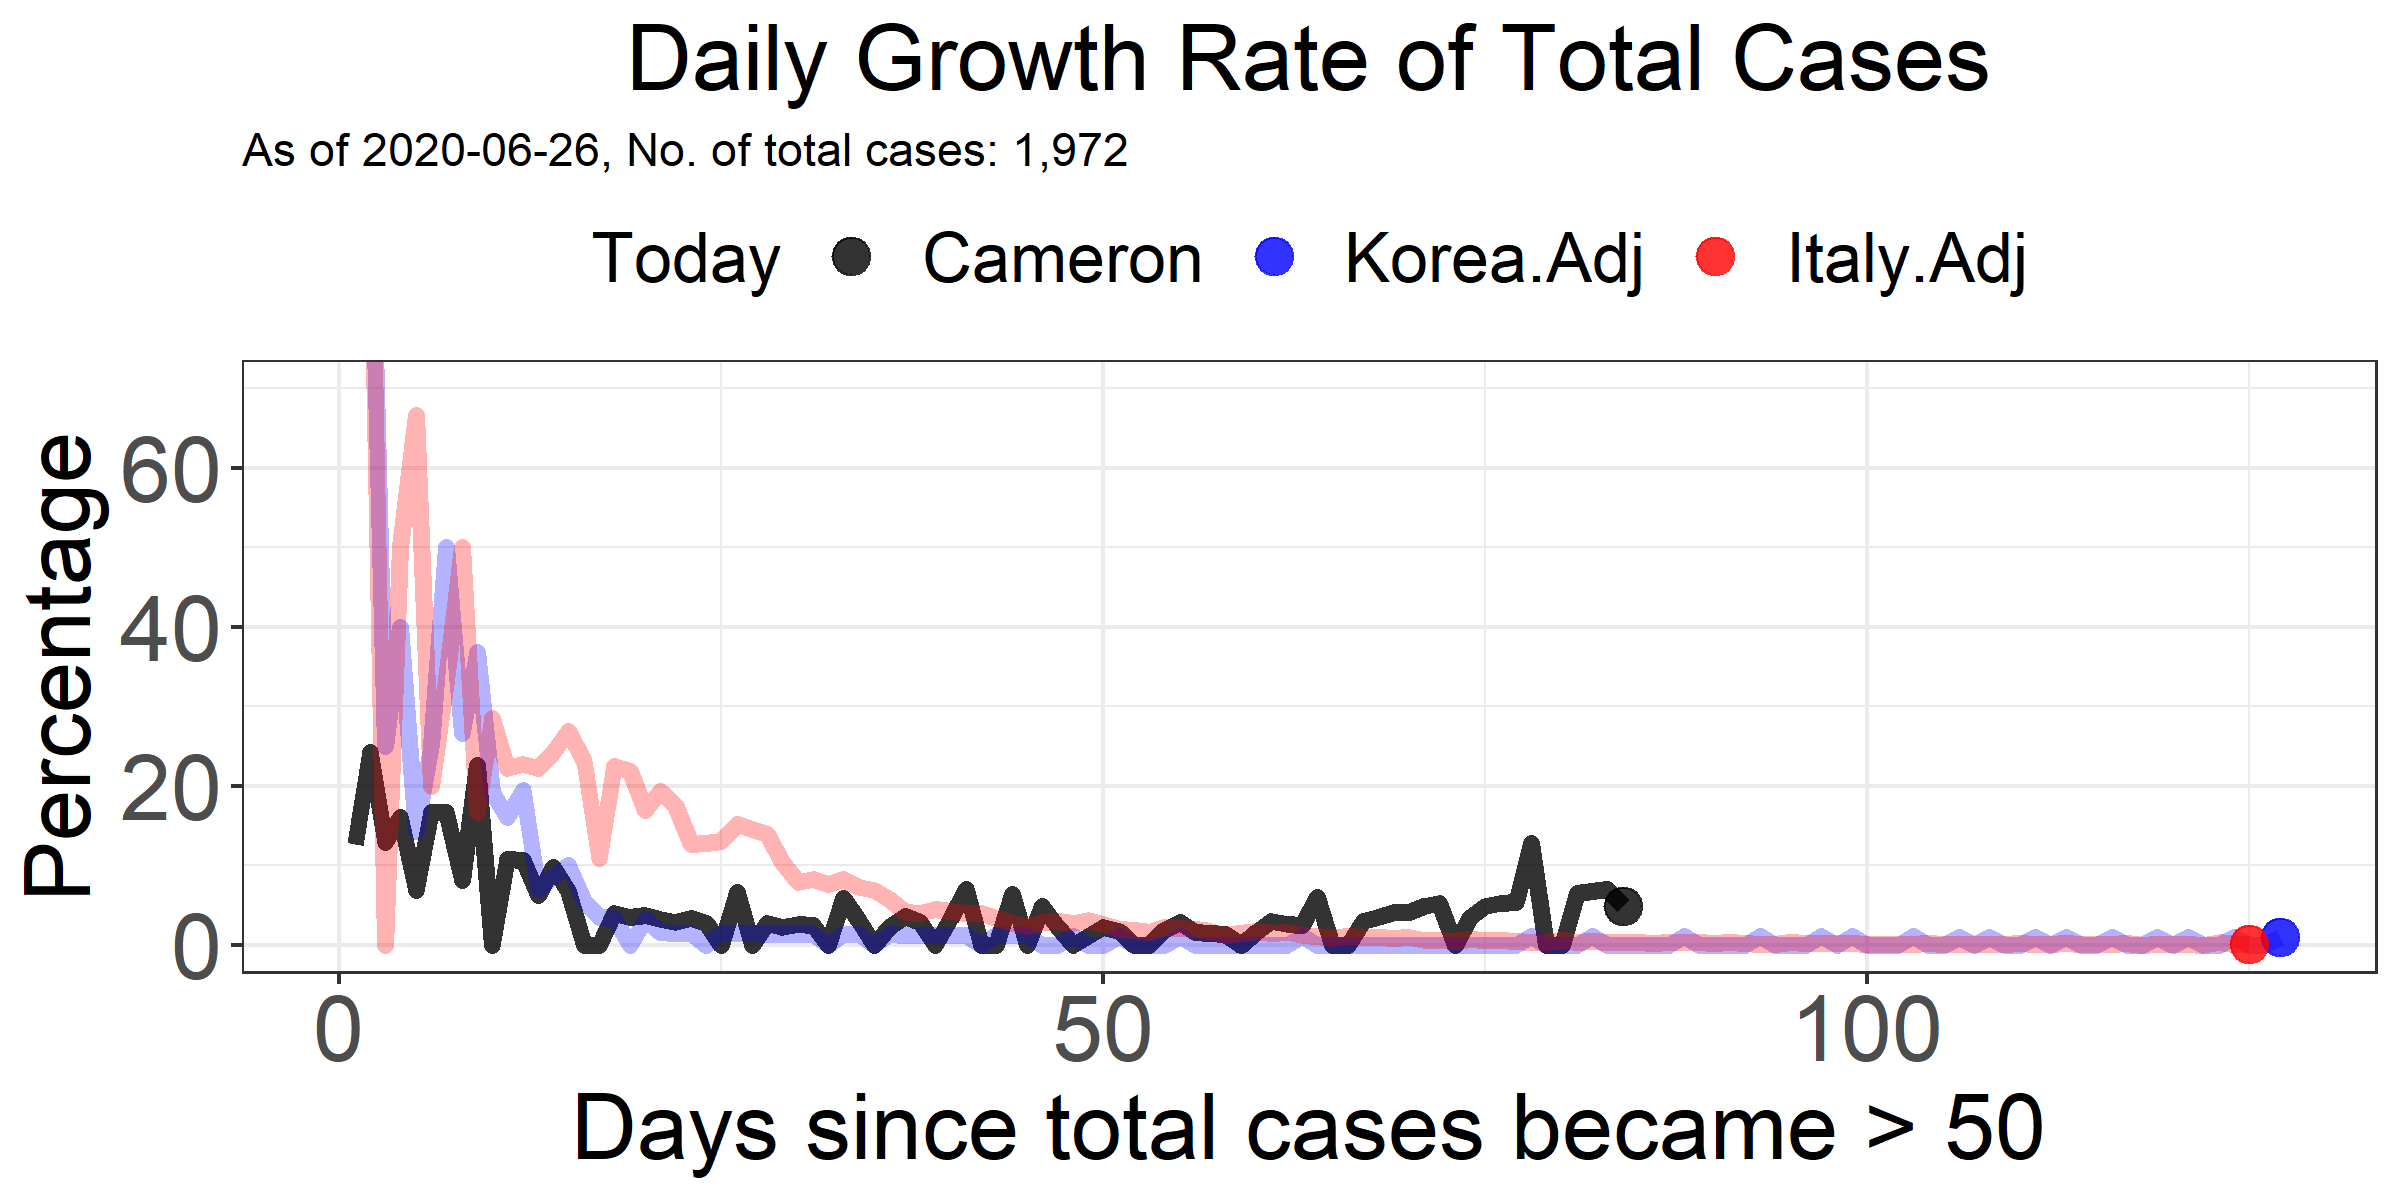 Daily Growth Rate of Total Cases
As of 2020-06-26, No. of total cases: 1,972
Today Cameron Korea.Adj Italy.Adj
Percentage
60
40
20
0
0 50 100
Days since total cases became > 50